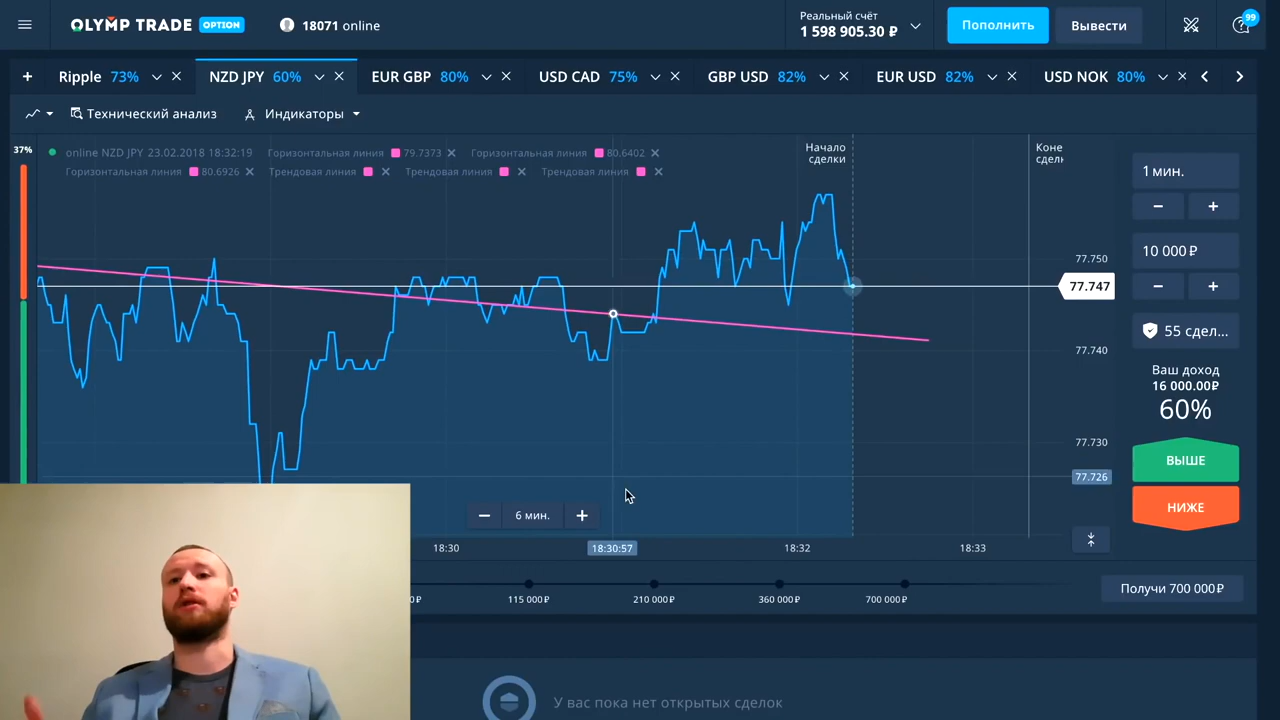 OLYMP TRADE OPTION
18071 online
Реальный счёт
1 598 905.30 ₽
Пополнить
Вывести
99
+ Ripple 73%
NZD JPY 60%
EUR GBP 80%
USD CAD 75%
GBP USD 82%
EUR USD 82%
USD NOK 80%
Технический анализ
Индикаторы
37%
online NZD JPY 23.02.2018 18:32:19
Горизонтальная линия 79.7373
Горизонтальная линия 80.6402
Горизонтальная линия 80.6926
Трендовая линия
Трендовая линия
Трендовая линия
Начало
сделки
Коне
сделк
77.750
77.747
77.740
77.730
77.726
1 мин.
− +
10 000 ₽
− +
55 сдел...
Ваш доход
16 000.00₽
60%
ВЫШЕ
НИЖЕ
− 6 мин. +
18:30
18:30:57
18:32
18:33
0₽
115 000₽
210 000₽
360 000₽
700 000₽
Получи 700 000₽
У вас пока нет открытых сделок